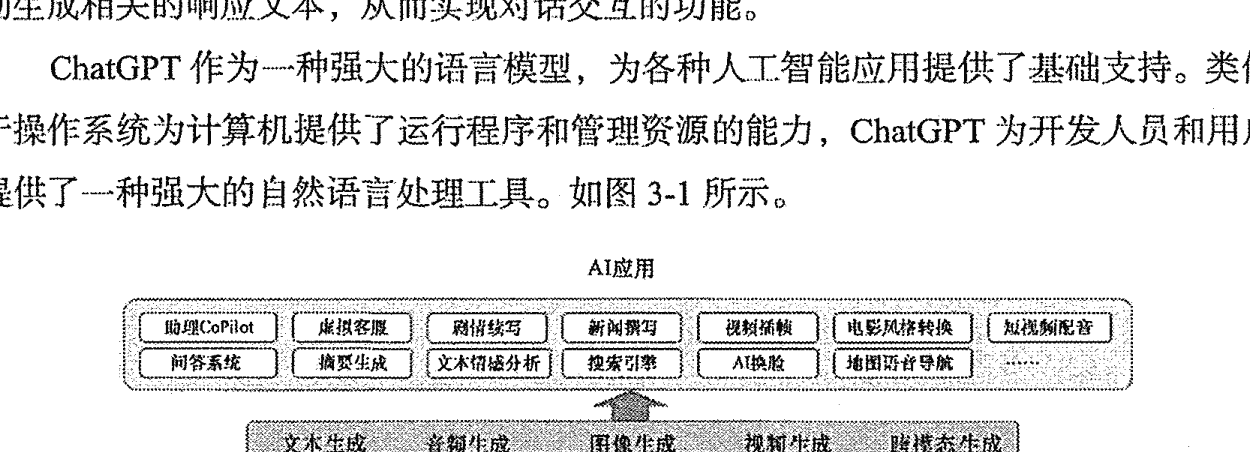 动生成相关的响应文本，从而实现对话交互的功能。
ChatGPT 作为一种强大的语言模型，为各种人工智能应用提供了基础支持。类似
于操作系统为计算机提供了运行程序和管理资源的能力，ChatGPT 为开发人员和用户
提供了一种强大的自然语言处理工具。如图 3-1 所示。
AI应用
助理CoPilot 虚拟客服 剧情续写 新闻撰写 视频插帧 电影风格转换 短视频配音
问答系统 摘要生成 文本情感分析 搜索引擎 AI换脸 地图语音导航 ……
文本生成 音频生成 图像生成 视频生成 跨模态生成